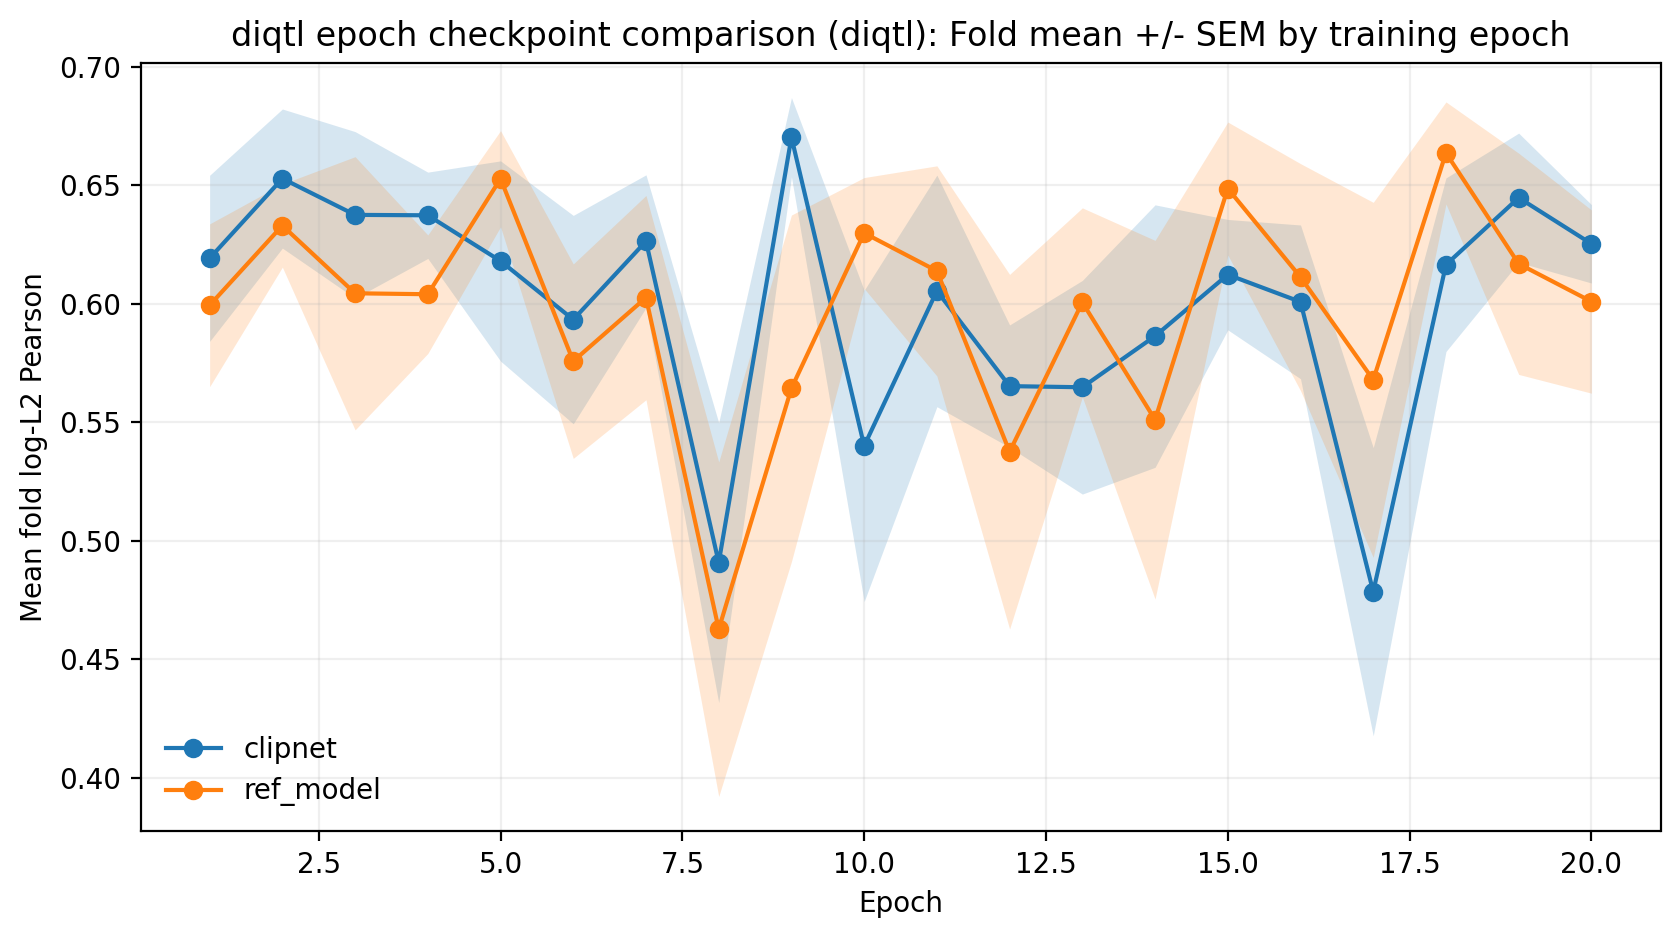 diqtl epoch checkpoint comparison (diqtl): Fold mean +/- SEM by training epoch
Mean fold log-L2 Pearson
0.70
0.65
0.60
0.55
0.50
0.45
0.40
clipnet
ref_model
2.5 5.0 7.5 10.0 12.5 15.0 17.5 20.0
Epoch